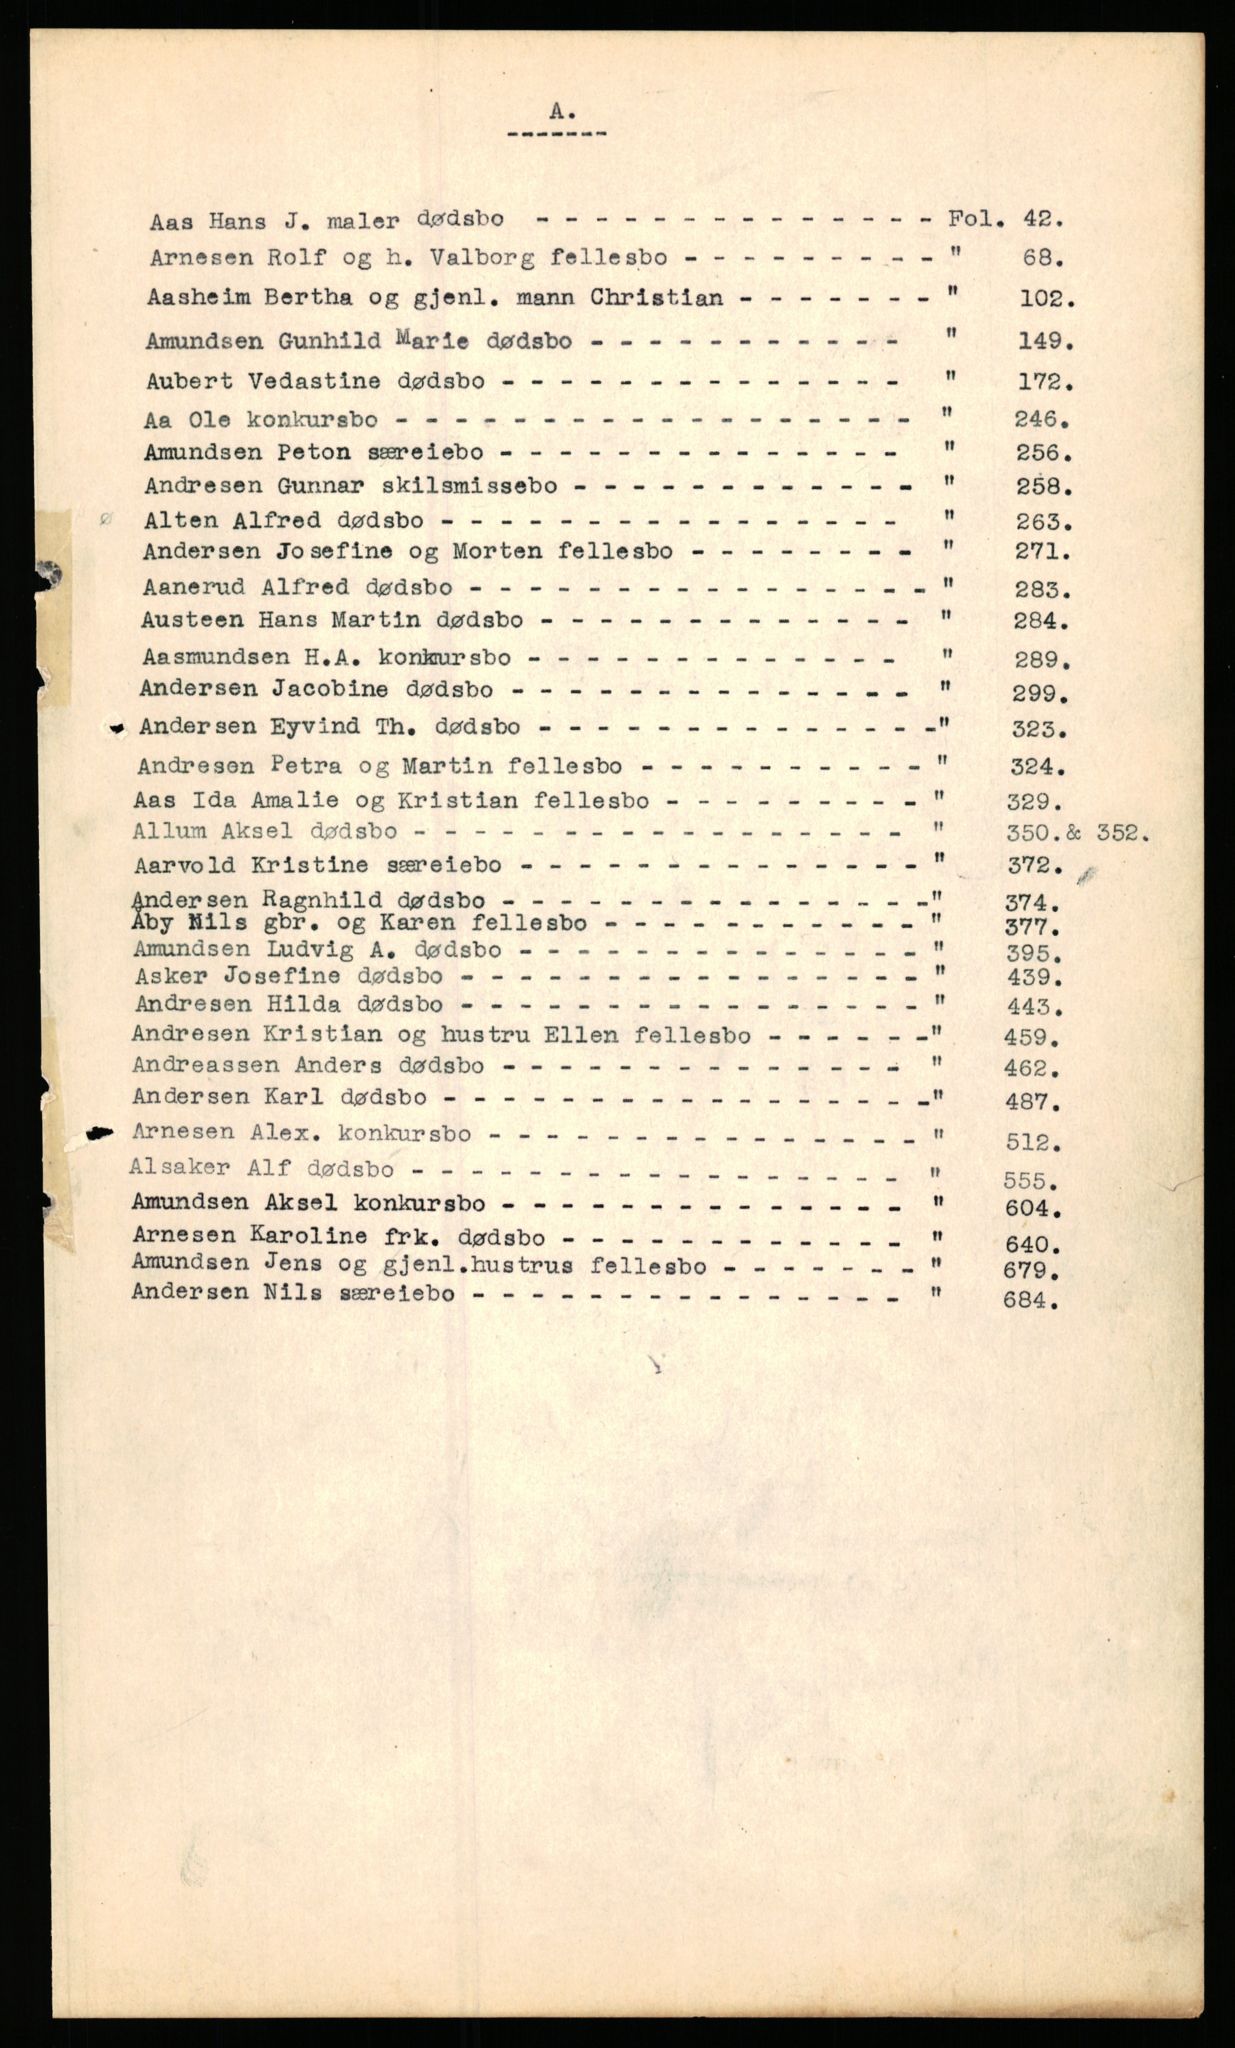 A.
-------
Aas Hans J. maler dødsbo - - - - - - - - - - - - - - Fol. 42.
Arnesen Rolf og h. Valborg fellesbo - - - - - - - - - " 68.
Aasheim Bertha og gjenl. mann Christian - - - - - - - " 102.
Amundsen Gunhild Marie dødsbo - - - - - - - - - - - " 149.
Aubert Vedastine dødsbo - - - - - - - - - - - - - - " 172.
Aa Ole konkursbo - - - - - - - - - - - - - - - - - - " 246.
Amundsen Peton særeiebo - - - - - - - - - - - - - - " 256.
Andresen Gunnar skilsmissebo - - - - - - - - - - - - " 258.
Alten Alfred dødsbo - - - - - - - - - - - - - - - - " 263.
Andersen Josefine og Morten fellesbo - - - - - - - - " 271.
Aanerud Alfred dødsbo - - - - - - - - - - - - - - - - " 283.
Austeen Hans Martin dødsbo - - - - - - - - - - - - - " 284.
Aasmundsen H.A. konkursbo - - - - - - - - - - - - - " 289.
Andersen Jacobine dødsbo - - - - - - - - - - - - - - " 299.
Andersen Eyvind Th. dødsbo - - - - - - - - - - - - - -" 323.
Andresen Petra og Martin fellesbo - - - - - - - - - - " 324.
Aas Ida Amalie og Kristian fellesbo - - - - - - - - - " 329.
Allum Aksel dødsbo - - - - - - - - - - - - - - - - - " 350.& 352.
Aarvold Kristine særeiebo - - - - - - - - - - - - - - " 372.
Andersen Ragnhild dødsbo - - - - - - - - - - - - - - -" 374.
Åby Nils gbr. og Karen fellesbo - - - - - - - - - - - " 377.
Amundsen Ludvig A. dødsbo - - - - - - - - - - - - - - " 395.
Asker Josefine dødsbo - - - - - - - - - - - - - - - - " 439.
Andresen Hilda dødsbo - - - - - - - - - - - - - - - - " 443.
Andresen Kristian og hustru Ellen fellesbo - - - - - -" 459.
Andreassen Anders dødsbo - - - - - - - - - - - - - - " 462.
Andersen Karl dødsbo - - - - - - - - - - - - - - - - -" 487.
Arnesen Alex. konkursbo - - - - - - - - - - - - - - - " 512.
Alsaker Alf dødsbo - - - - - - - - - - - - - - - - - " 555.
Amundsen Aksel konkursbo - - - - - - - - - - - - - - " 604.
Arnesen Karoline frk. dødsbo - - - - - - - - - - - - " 640.
Amundsen Jens og gjenl.hustrus fellesbo - - - - - - - " 679.
Andersen Nils særeiebo - - - - - - - - - - - - - - - " 684.